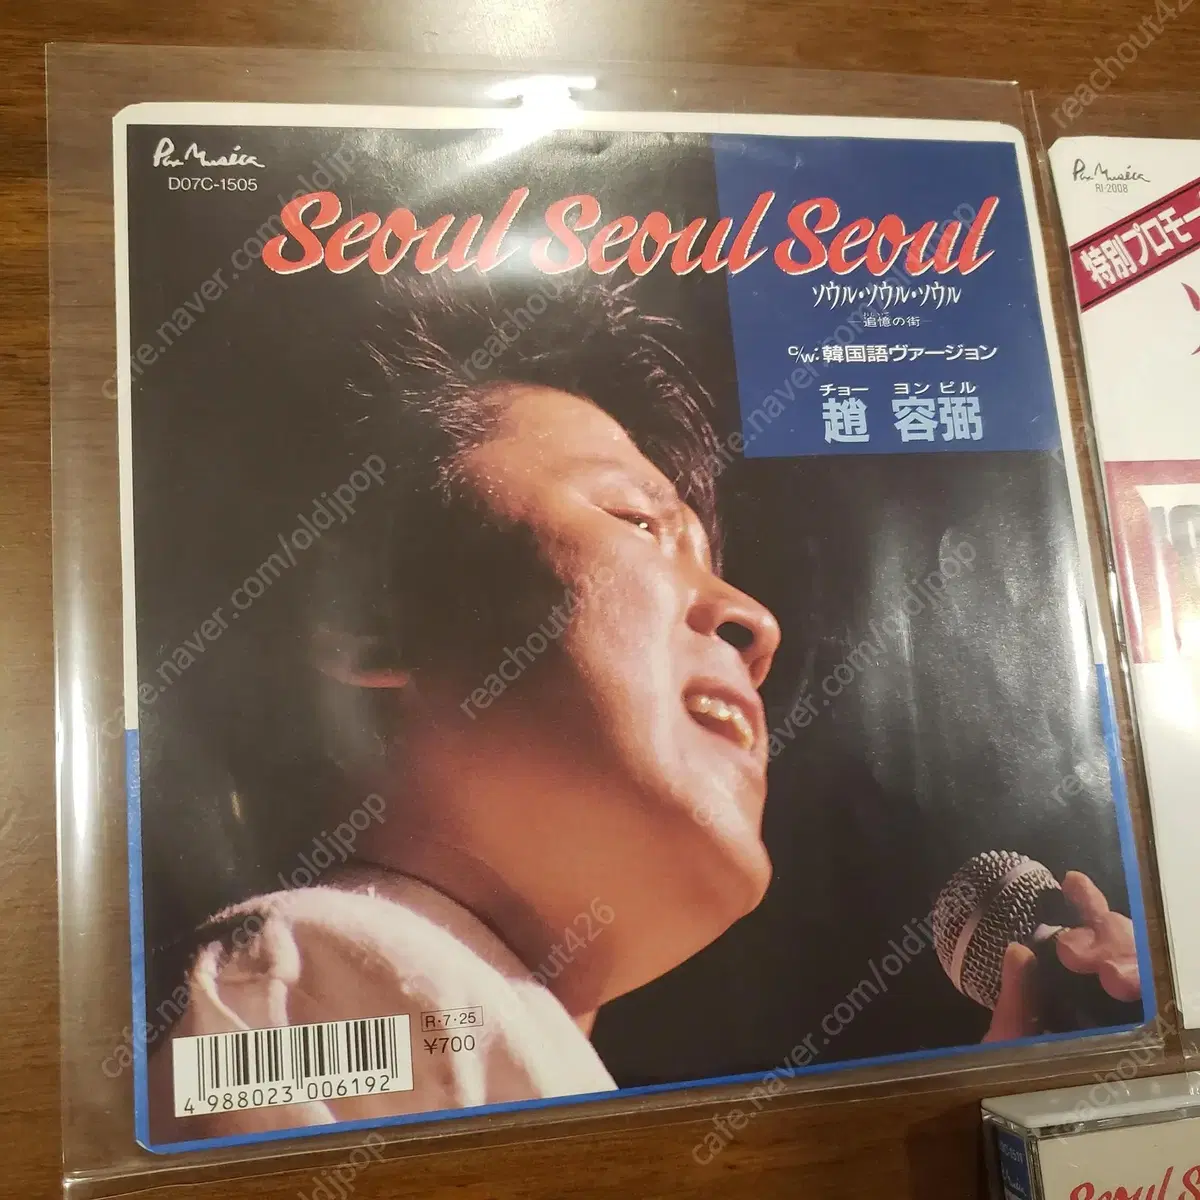 Pax Musica
D07C-1505
Seoul Seoul Seoul
ソウル・ソウル・ソウル
追憶の街
c/w:韓国語ヴァージョン
チョー ヨンピル
趙 容弼
R・7・25
¥700
4 988023 006192
Pax Musica
RI-2008
特別プロモー
Seoul S
cafe.naver.com/oldjpop
reachout426